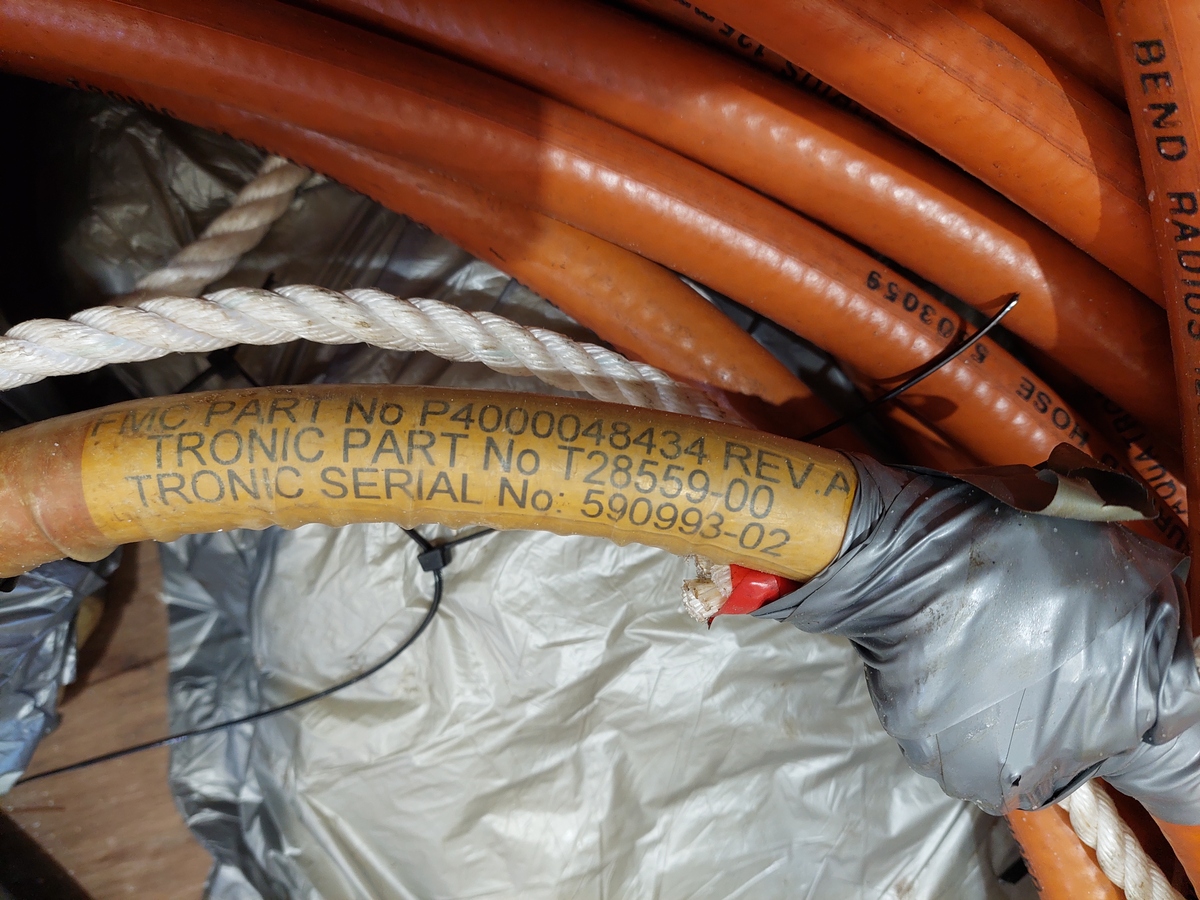 FMC PART No P4000048434 REV.A
TRONIC PART No T28559-00
TRONIC SERIAL No: 590993-02
BEND RADIUS
HOSE